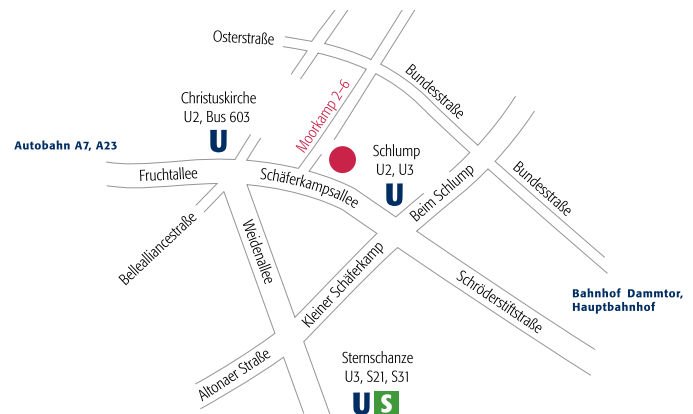 Osterstraße
Bundesstraße
Christuskirche
U2, Bus 603
U
Moorkamp 2–6
Autobahn A7, A23
Schlump
U2, U3
U
Fruchtallee
Schäferkampsallee
Beim Schlump
Bundesstraße
Bellealliancestraße
Weidenallee
Kleiner Schäferkamp
Schröderstiftstraße
Bahnhof Dammtor,
Hauptbahnhof
Altonaer Straße
Sternschanze
U3, S21, S31
U S